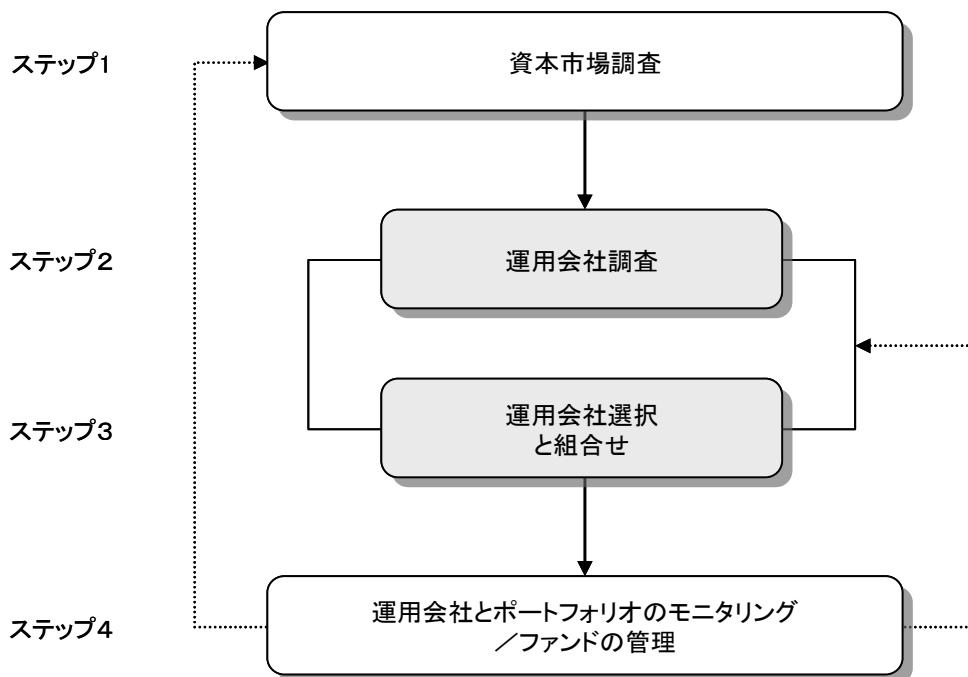 ステップ1
資本市場調査
ステップ2
運用会社調査
ステップ3
運用会社選択
と組合せ
ステップ4
運用会社とポートフォリオのモニタリング
／ファンドの管理